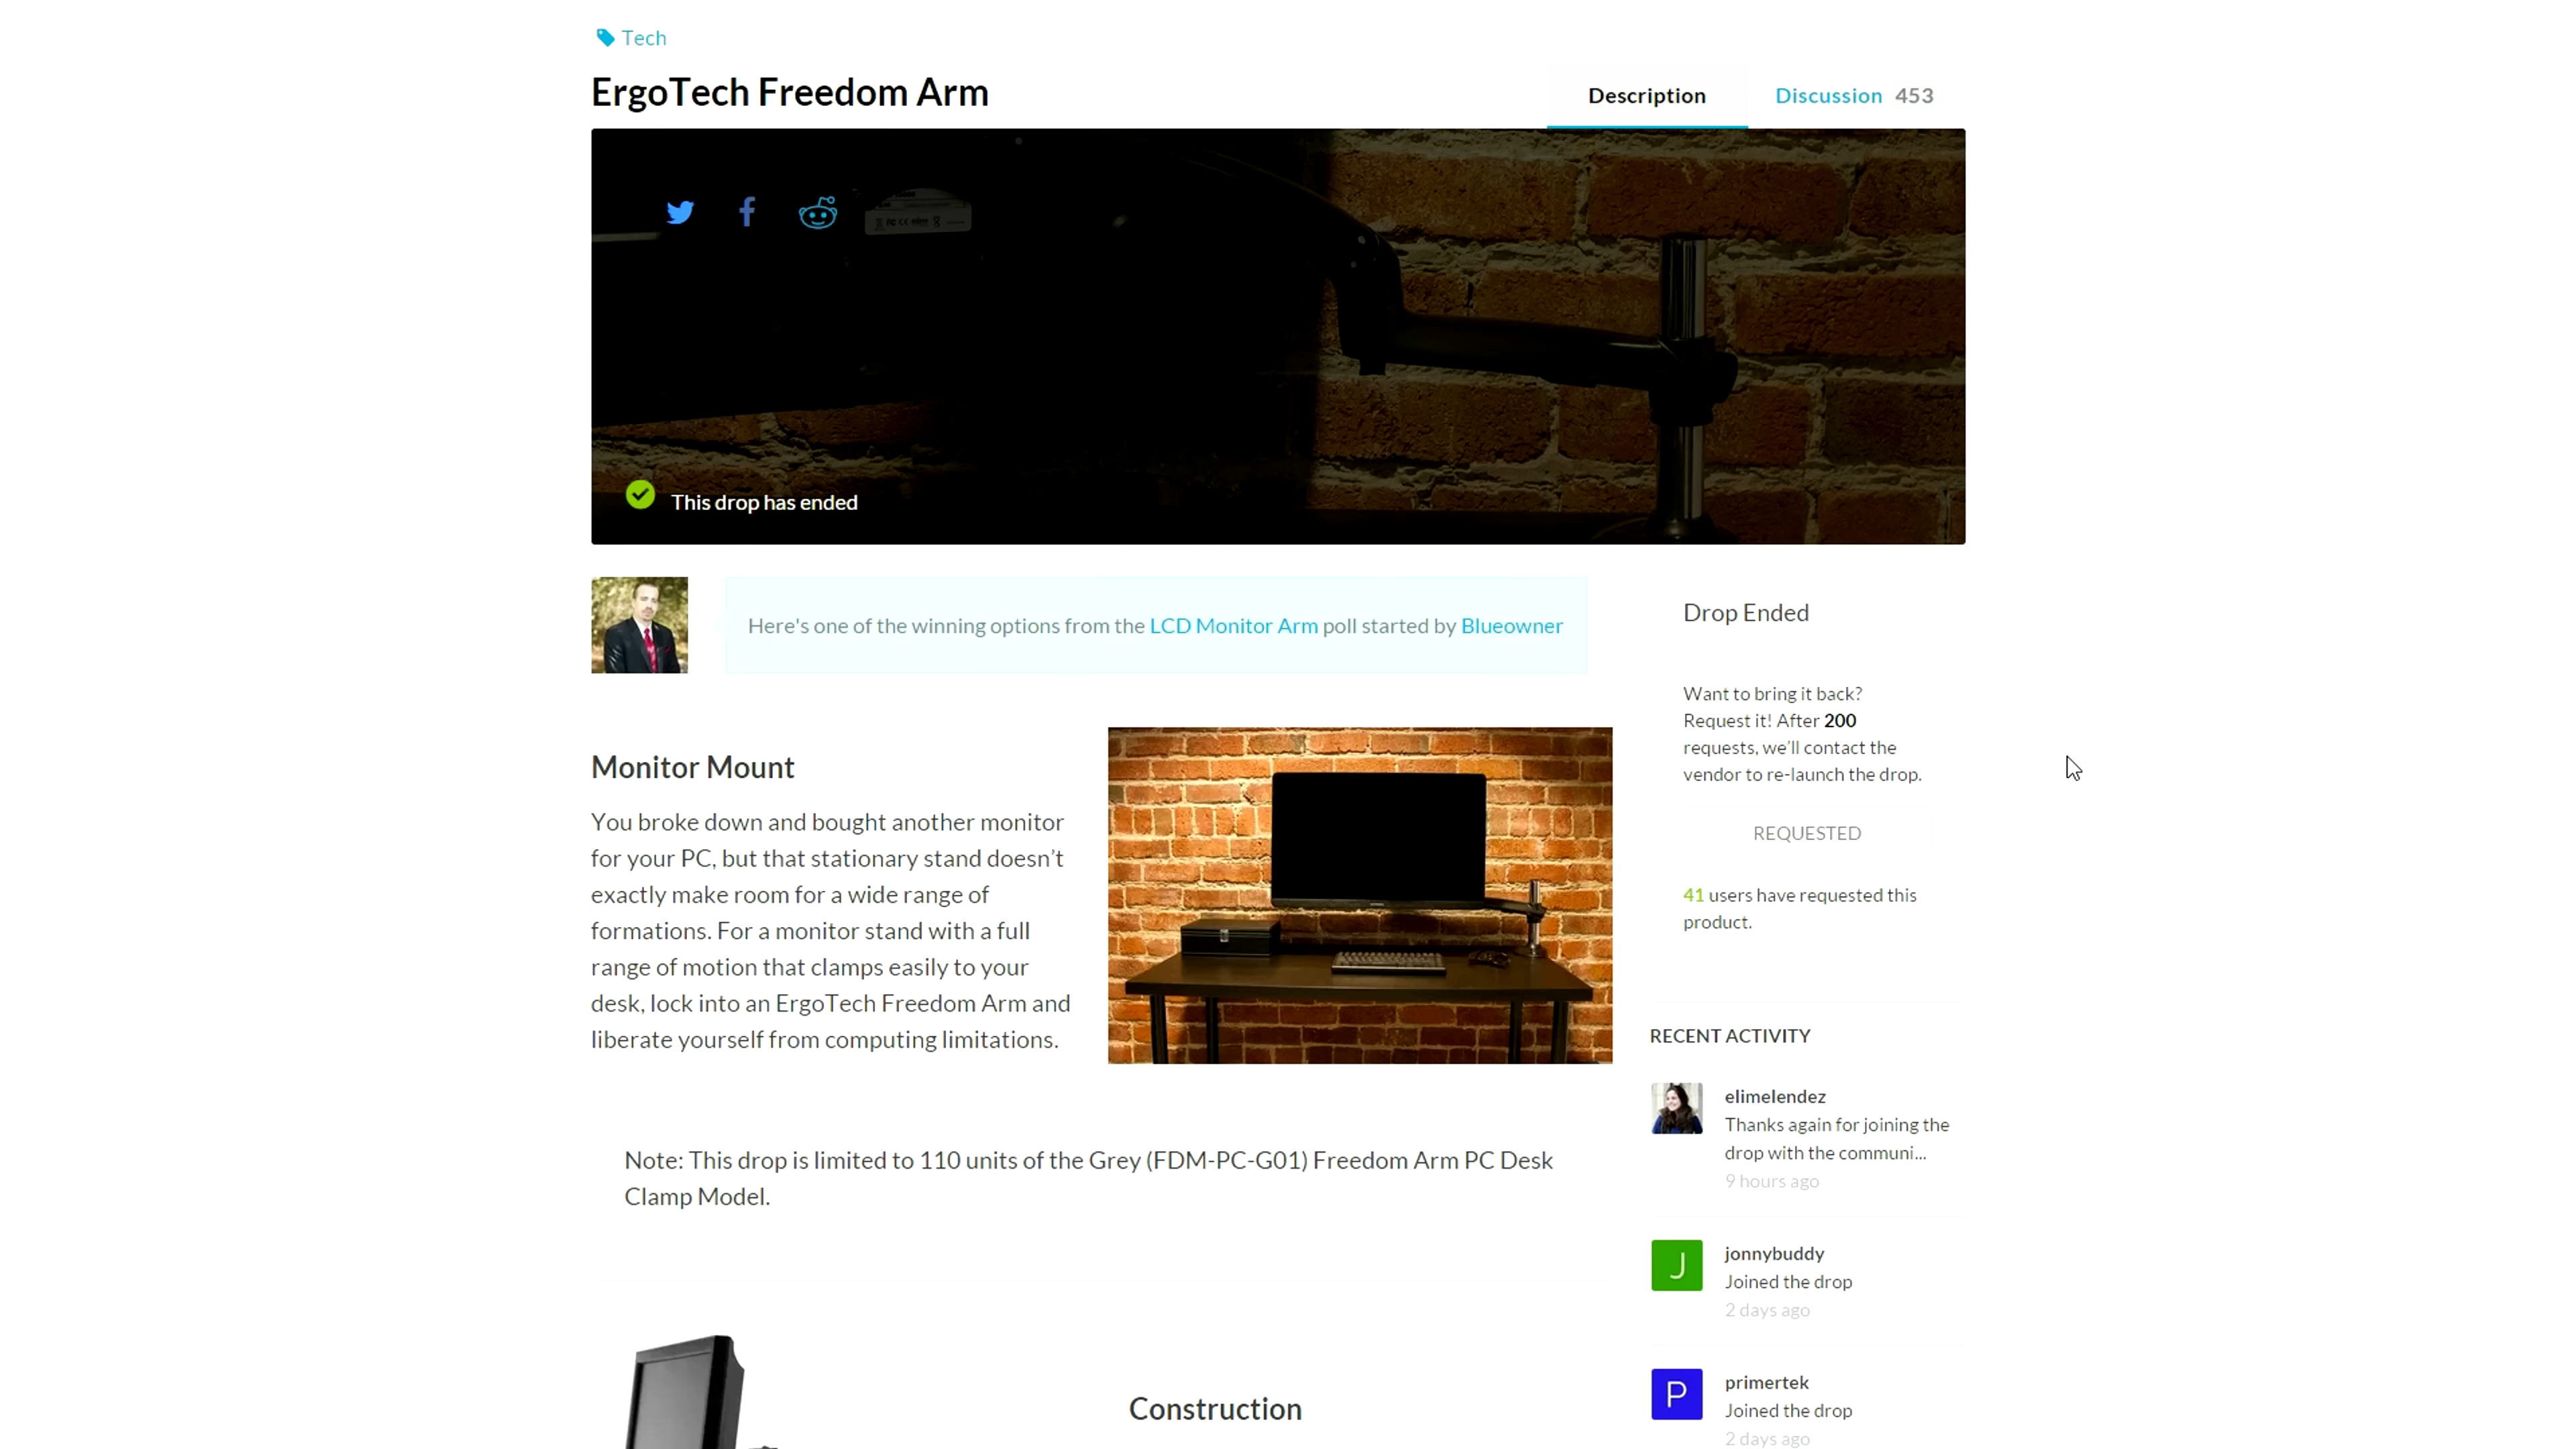 Tech
ErgoTech Freedom Arm
Description
Discussion 453
This drop has ended
Here's one of the winning options from the LCD Monitor Arm poll started by Blueowner
Monitor Mount
You broke down and bought another monitor
for your PC, but that stationary stand doesn’t
exactly make room for a wide range of
formations. For a monitor stand with a full
range of motion that clamps easily to your
desk, lock into an ErgoTech Freedom Arm and
liberate yourself from computing limitations.
Note: This drop is limited to 110 units of the Grey (FDM-PC-G01) Freedom Arm PC Desk
Clamp Model.
Construction
Drop Ended
Want to bring it back?
Request it! After 200
requests, we’ll contact the
vendor to re-launch the drop.
REQUESTED
41 users have requested this
product.
RECENT ACTIVITY
elimelendez
Thanks again for joining the
drop with the communi...
9 hours ago
J
jonnybuddy
Joined the drop
2 days ago
P
primertek
Joined the drop
2 days ago